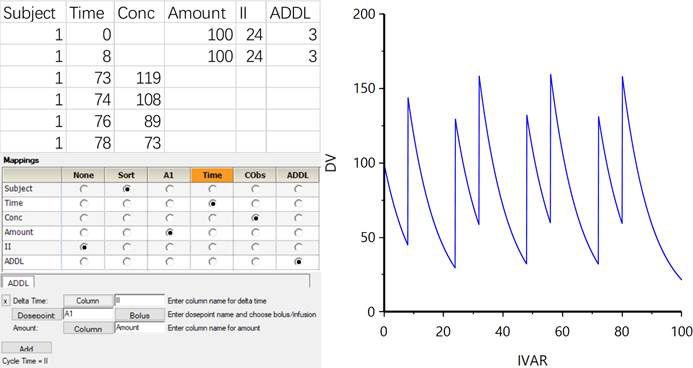 Subject Time Conc Amount II ADDL
1 0 100 24 3
1 8 100 24 3
1 73 119
1 74 108
1 76 89
1 78 73
Mappings
None Sort A1 Time CObs ADDL
Subject
Time
Conc
Amount
II
ADDL
ADDL
x Delta Time: Column II Enter column name for delta time
Dosepoint: A1 Bolus Enter dosepoint name and choose bolus/infusion
Amount: Column Amount Enter column name for amount
Add
Cycle Time = II
200
150
DV
100
50
0
0 20 40 60 80 100
IVAR